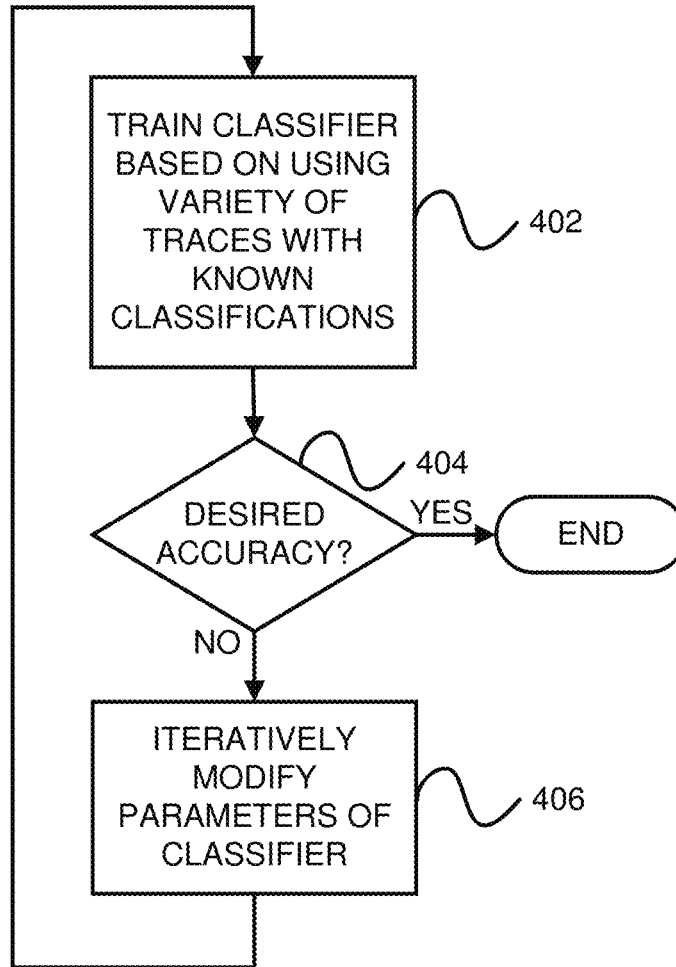 TRAIN CLASSIFIER
BASED ON USING
VARIETY OF
TRACES WITH
KNOWN
CLASSIFICATIONS
402
404
DESIRED
ACCURACY?
YES
END
NO
ITERATIVELY
MODIFY
PARAMETERS OF
CLASSIFIER
406